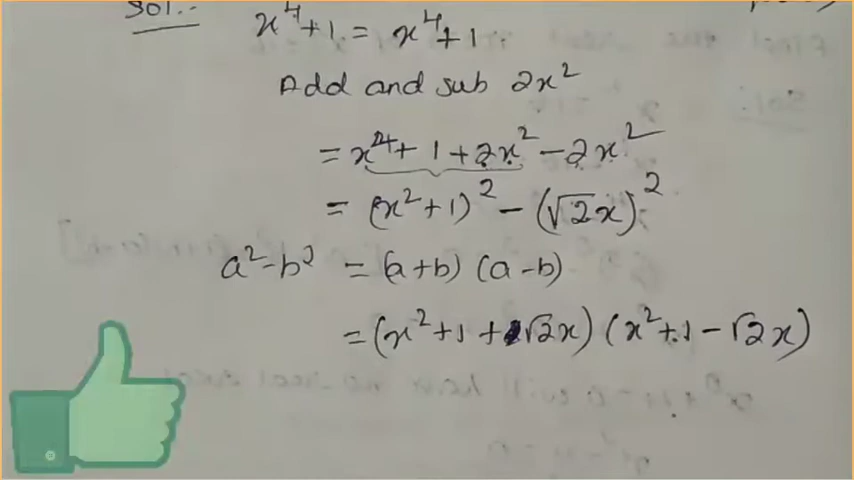 Sol:-
x⁴+1 = x⁴+1
Add and sub 2x²
= x⁴+ 1 + 2x² - 2x²
= (x²+1)² - (√2x)²
a²-b² = (a+b) (a-b)
= (x²+1 + √2x) (x²+1 - √2x)